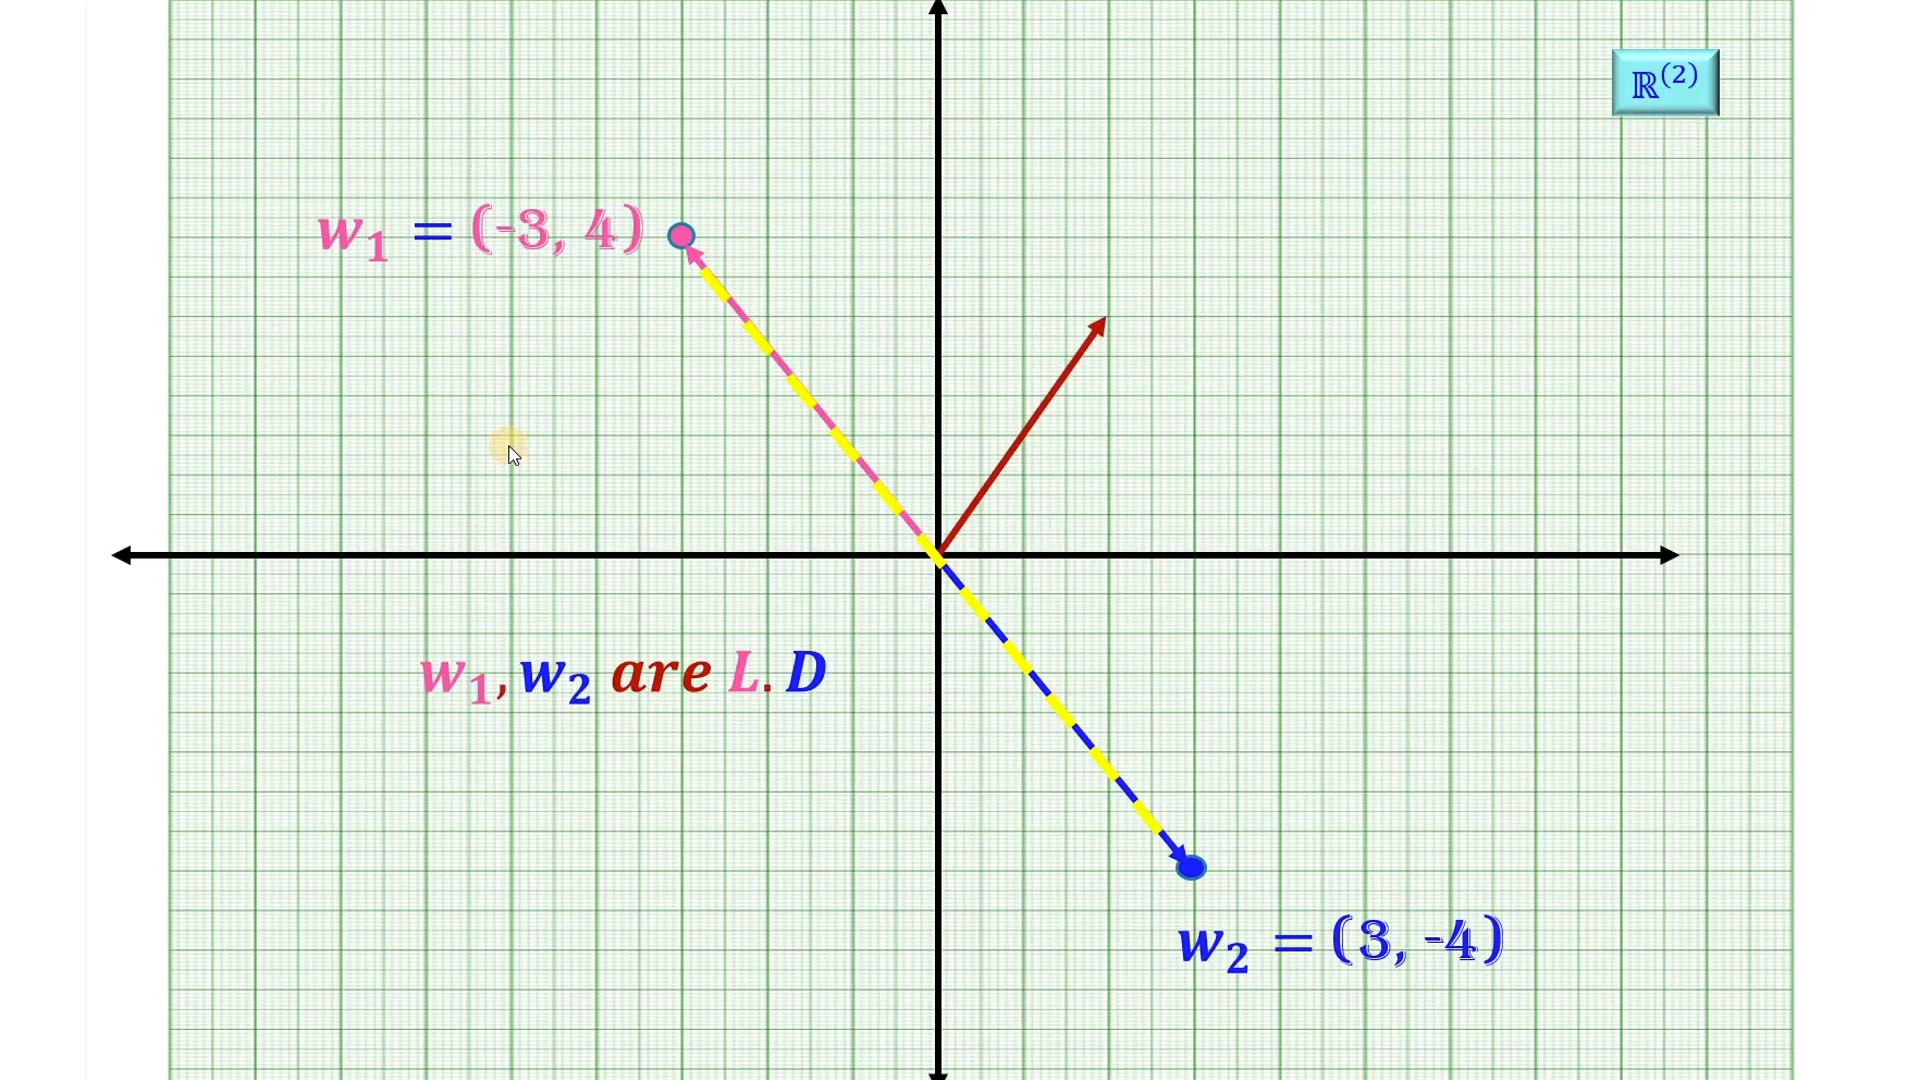 ℝ⁽²⁾
w₁ = (-3, 4)
w₁, w₂ are L. D
w₂ = (3, -4)